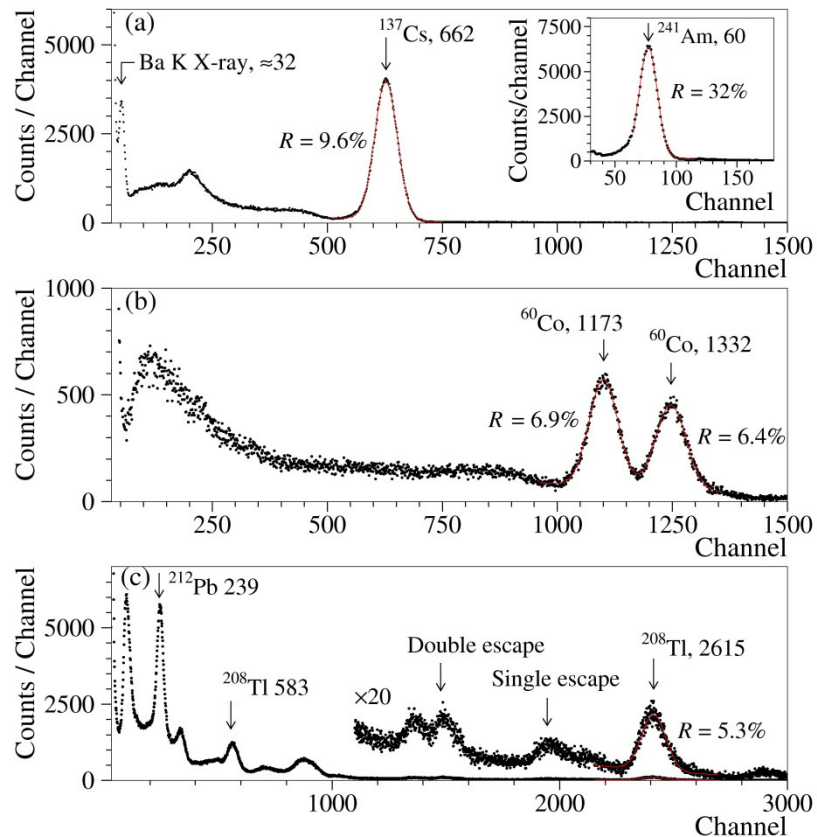 (a)
6000
5000
2500
0
Counts / Channel
Ba K X-ray, ≈32
¹³⁷Cs, 662
R = 9.6%
250
500
750
1000
1250
1500
Channel
7500
5000
2500
0
Counts/channel
²⁴¹Am, 60
R = 32%
50
100
150
Channel
(b)
1000
500
0
Counts / Channel
⁶⁰Co, 1173
⁶⁰Co, 1332
R = 6.9%
R = 6.4%
250
500
750
1000
1250
1500
Channel
(c)
5000
2500
0
Counts / Channel
²¹²Pb 239
²⁰⁸Tl 583
×20
Double escape
Single escape
²⁰⁸Tl, 2615
R = 5.3%
1000
2000
3000
Channel